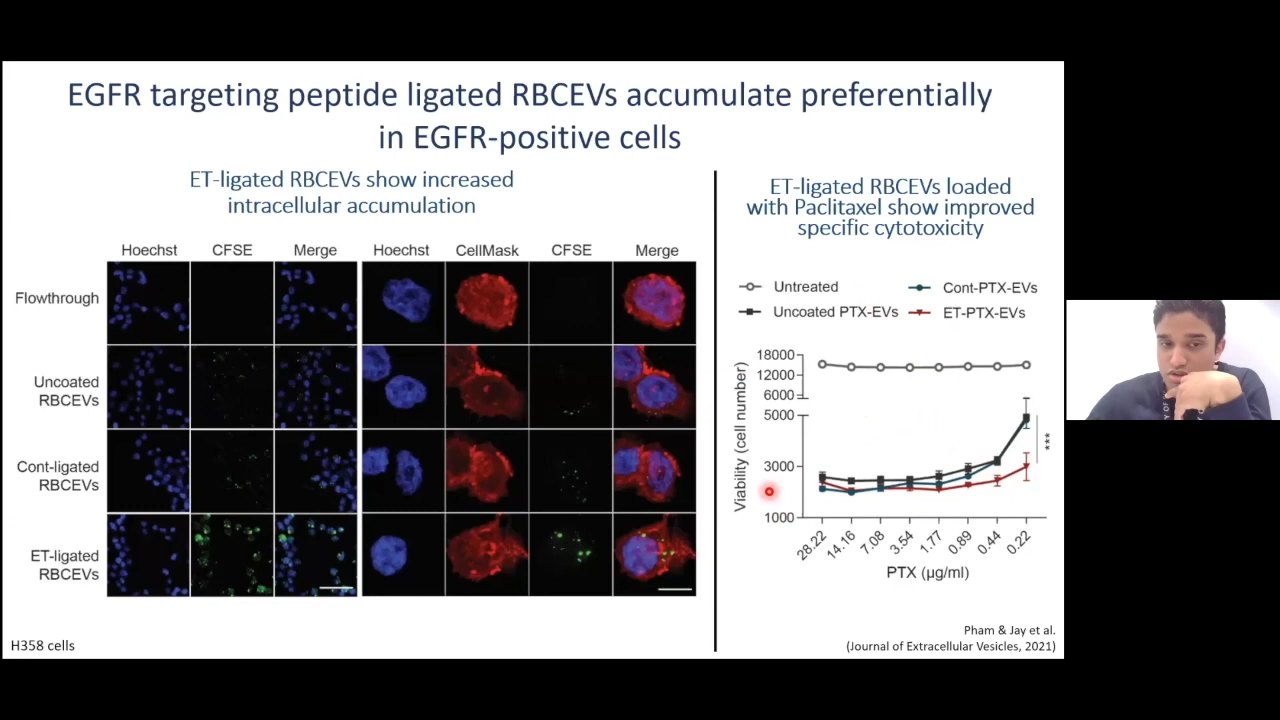 EGFR targeting peptide ligated RBCEVs accumulate preferentially
in EGFR-positive cells
ET-ligated RBCEVs show increased
intracellular accumulation
Hoechst CFSE Merge Hoechst CellMask CFSE Merge
Flowthrough
Uncoated
RBCEVs
Cont-ligated
RBCEVs
ET-ligated
RBCEVs
H358 cells
ET-ligated RBCEVs loaded
with Paclitaxel show improved
specific cytotoxicity
Untreated Cont-PTX-EVs
Uncoated PTX-EVs ET-PTX-EVs
Viability (cell number)
18000
12000
6000
5000
3000
1000
***
28.22 14.16 7.08 3.54 1.77 0.89 0.44 0.22
PTX (µg/ml)
Pham & Jay et al.
(Journal of Extracellular Vesicles, 2021)